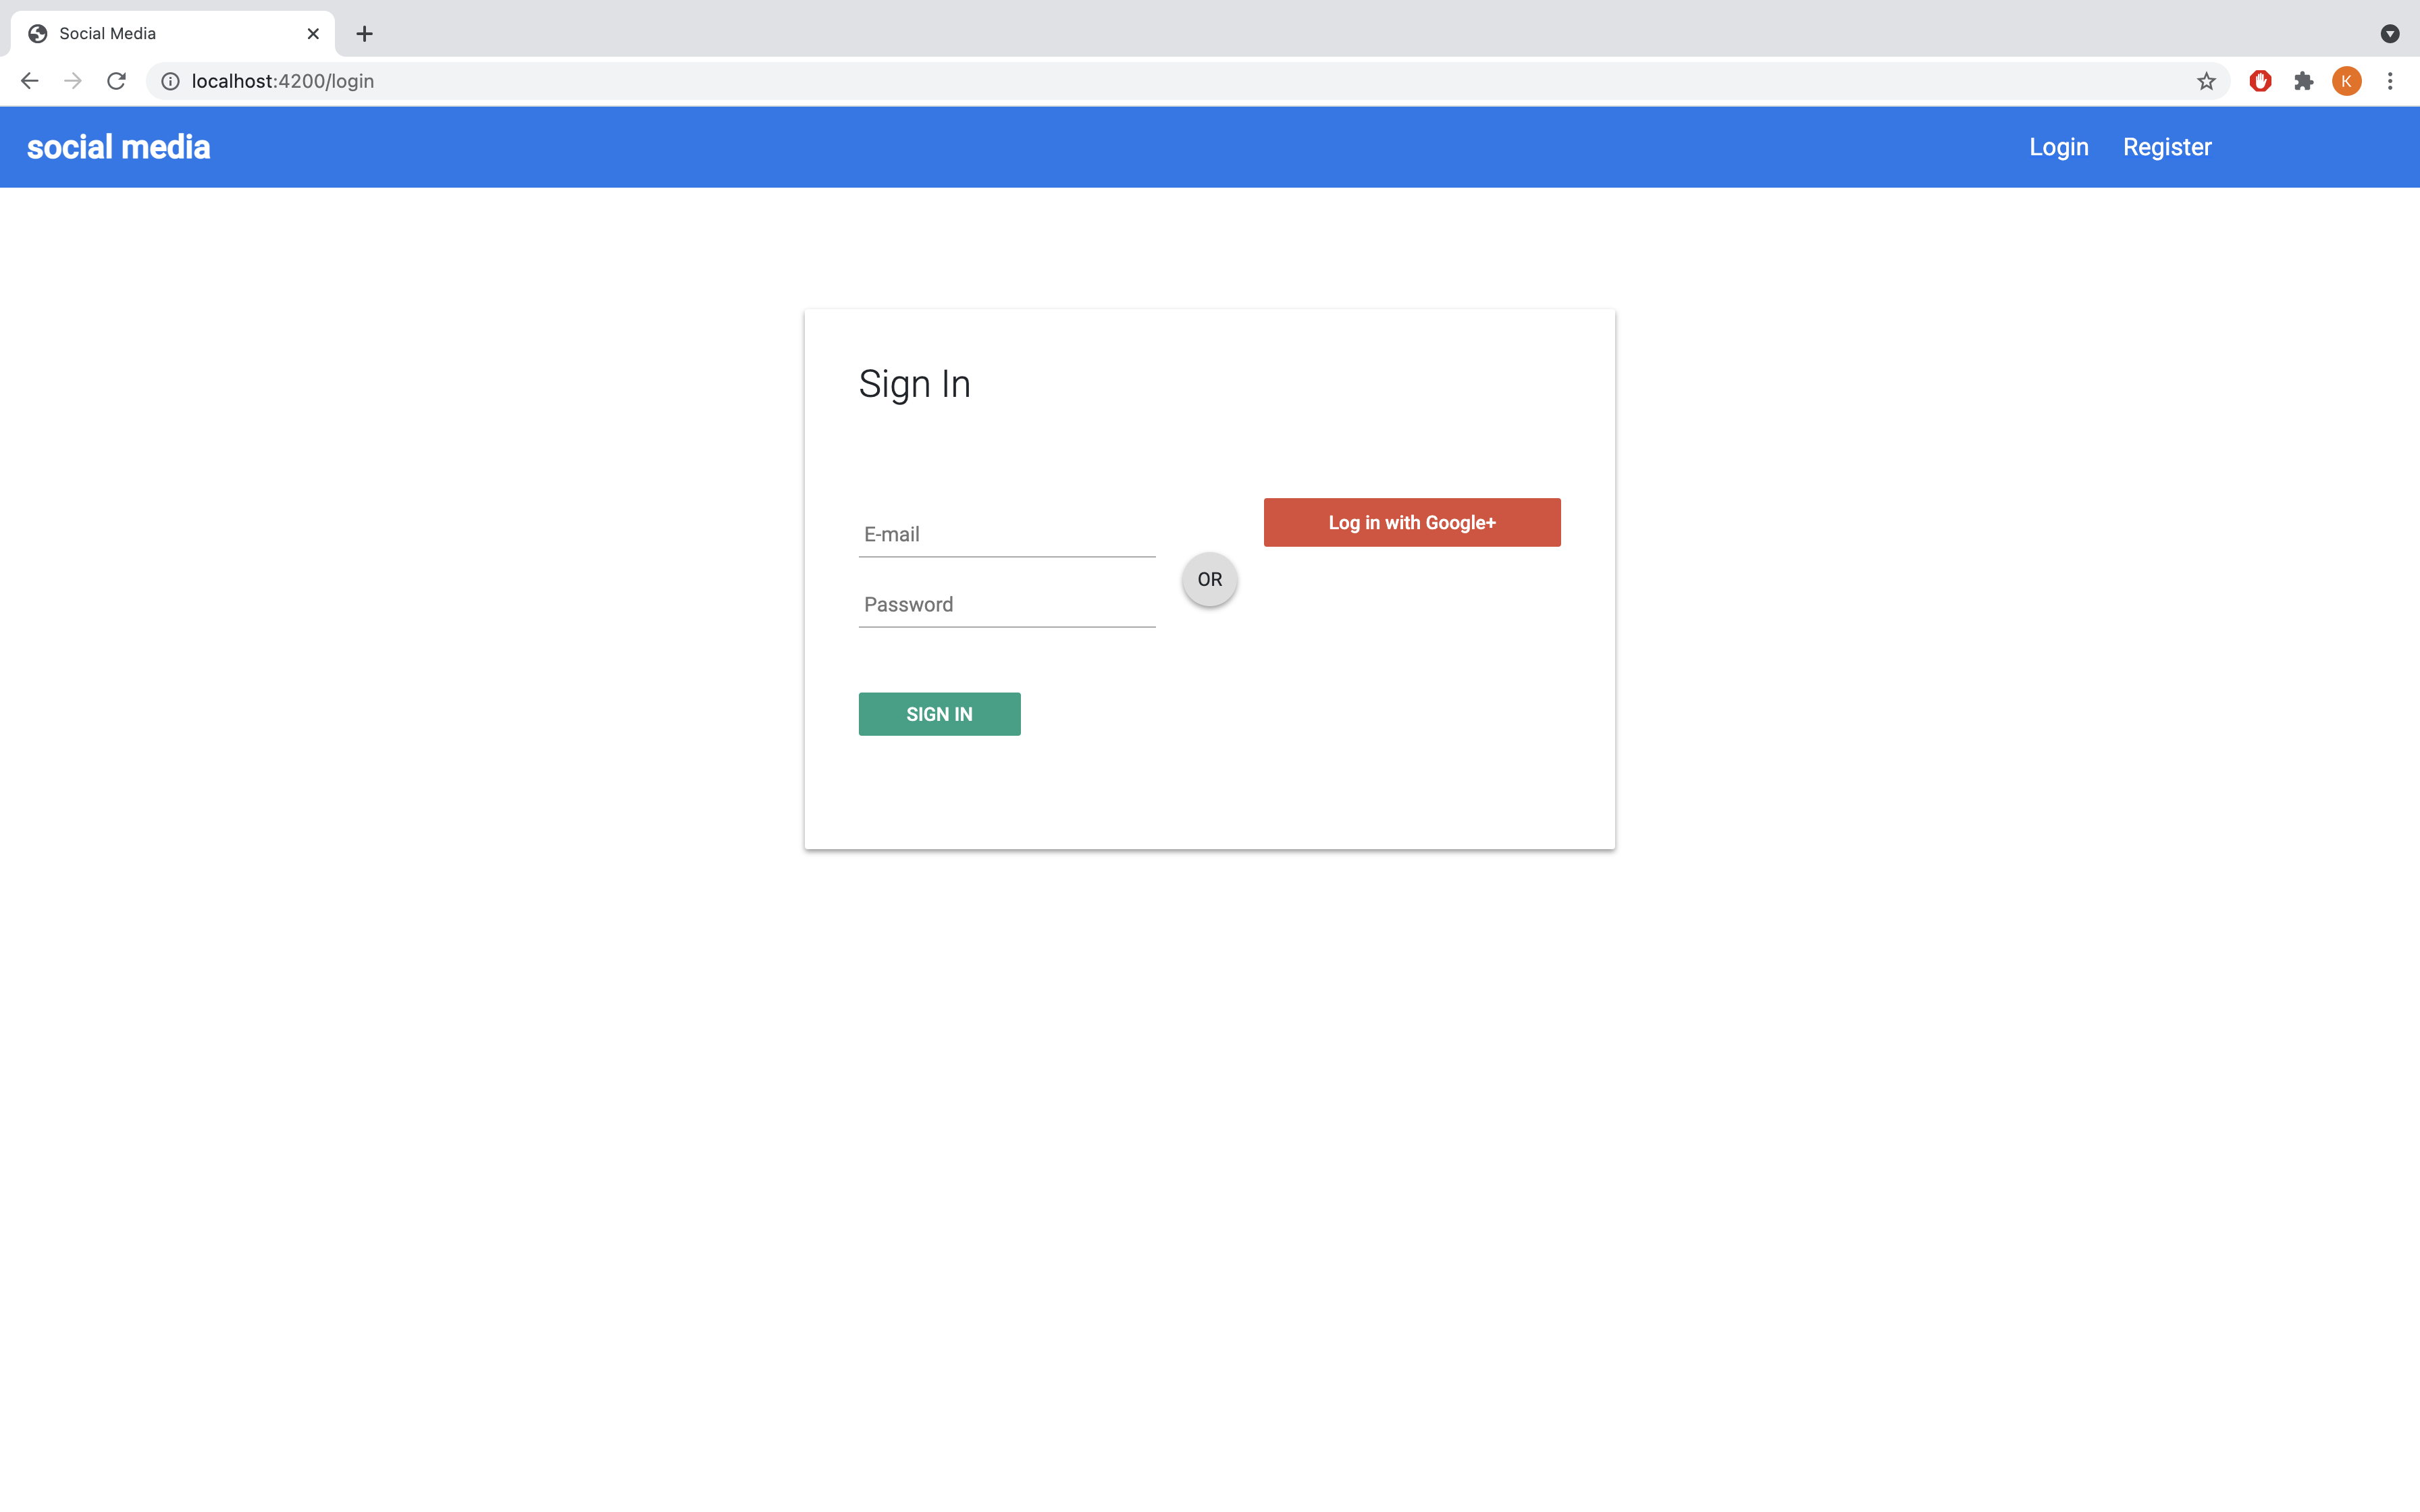 Social Media
localhost:4200/login
K
social media
Login Register
Sign In
E-mail
Log in with Google+
OR
Password
SIGN IN